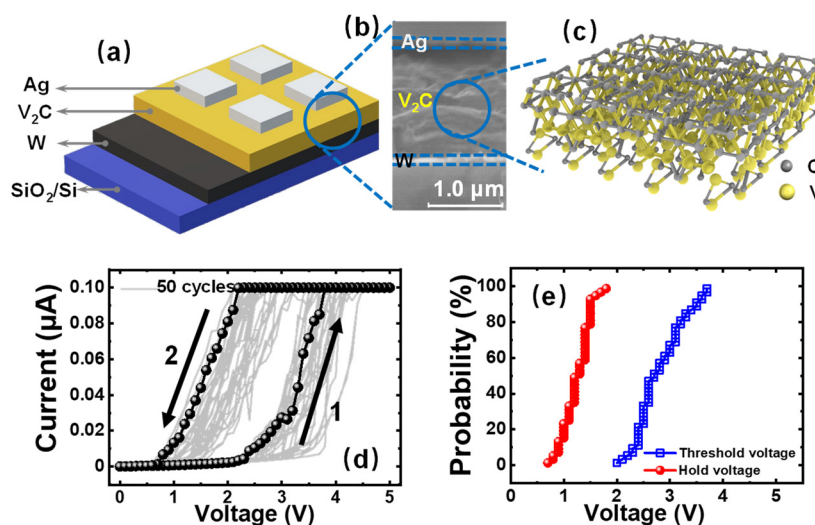 (a)
Ag
V₂C
W
SiO₂/Si
(b)
Ag
V₂C
W
1.0 μm
(c)
C
V
Current (μA)
0.10
0.08
0.06
0.04
0.02
0
50 cycles
2
1
(d)
0 1 2 3 4 5
Voltage (V)
Probability (%)
100
80
60
40
20
0
(e)
Threshold voltage
Hold voltage
0 1 2 3 4 5
Voltage (V)